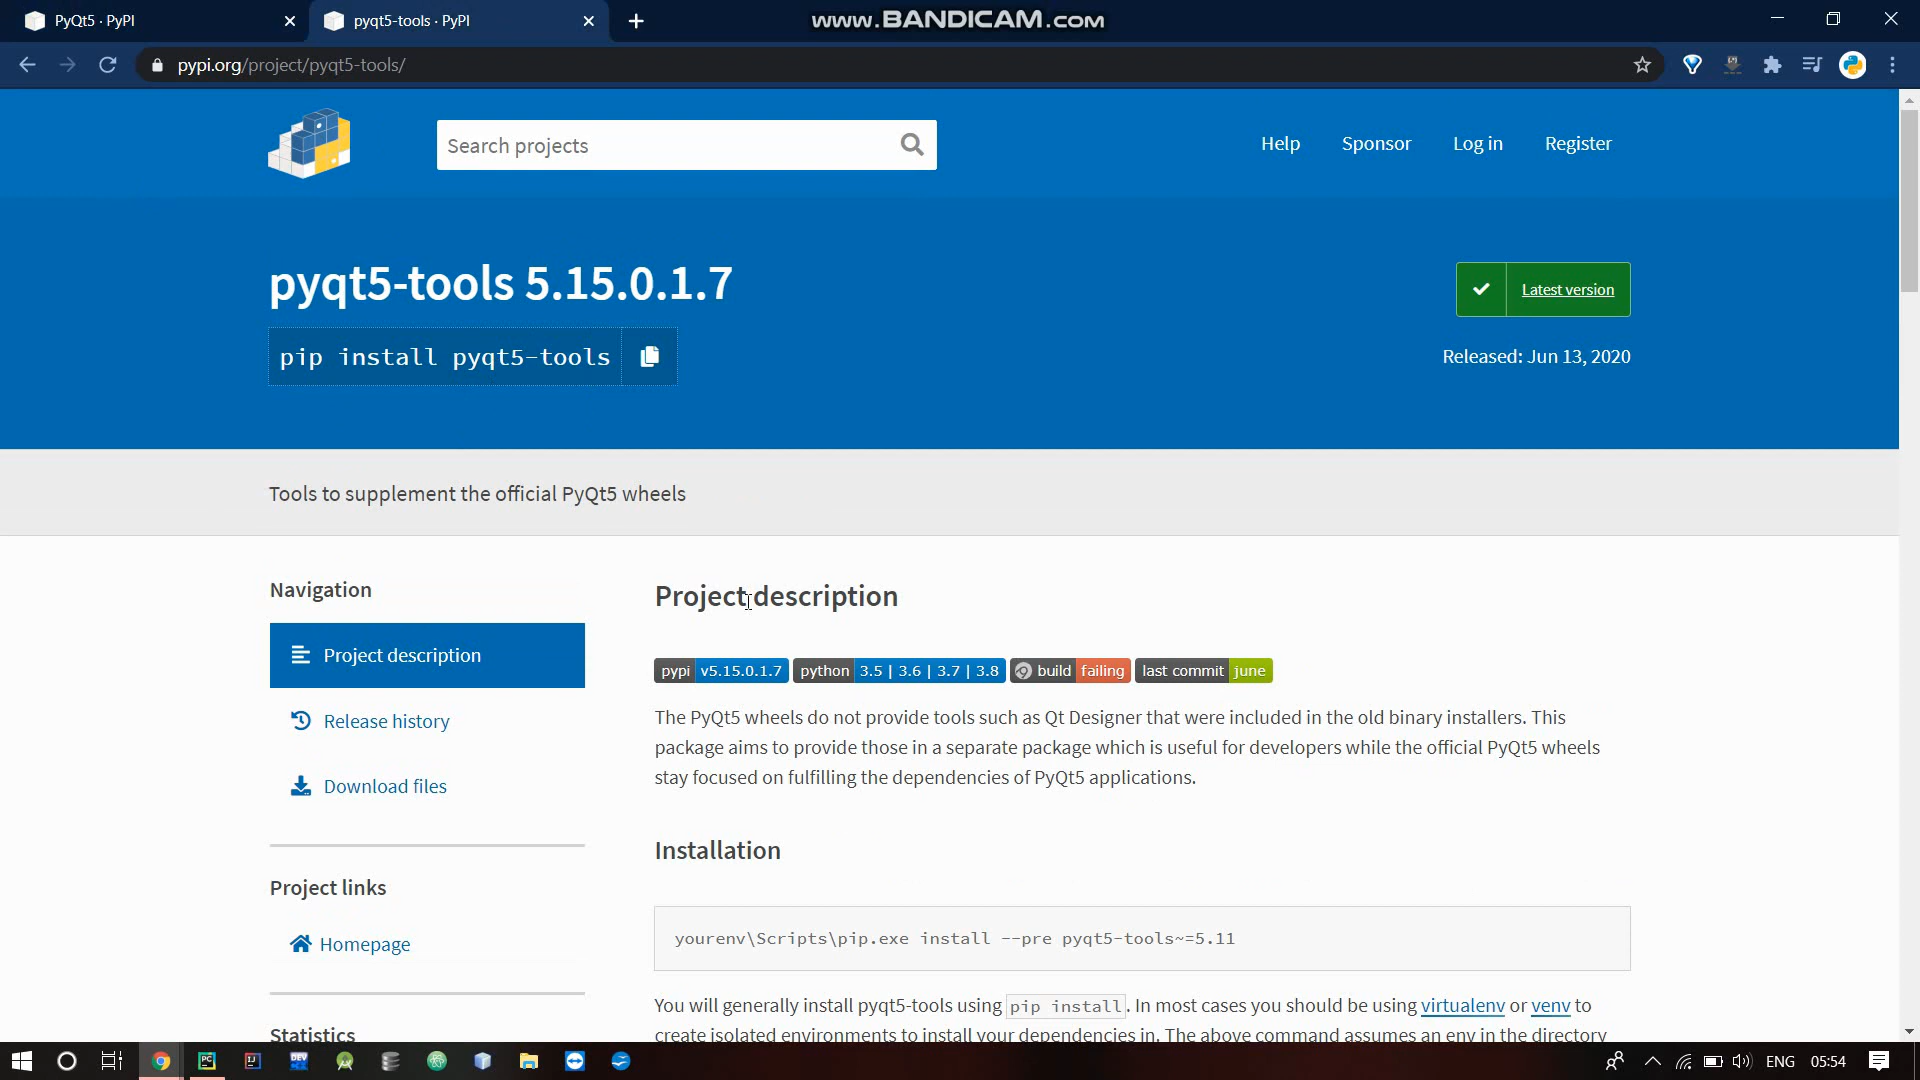 PyQt5 · PyPI
pyqt5-tools · PyPI
www.BANDICAM.COM
pypi.org/project/pyqt5-tools/
Search projects
Help
Sponsor
Log in
Register
pyqt5-tools 5.15.0.1.7
Latest version
pip install pyqt5-tools
Released: Jun 13, 2020
Tools to supplement the official PyQt5 wheels
Navigation
Project description
Release history
Download files
Project links
Homepage
Statistics
Project description
pypi v5.15.0.1.7 python 3.5 | 3.6 | 3.7 | 3.8 build failing last commit june
The PyQt5 wheels do not provide tools such as Qt Designer that were included in the old binary installers. This
package aims to provide those in a separate package which is useful for developers while the official PyQt5 wheels
stay focused on fulfilling the dependencies of PyQt5 applications.
Installation
yourenv\Scripts\pip.exe install --pre pyqt5-tools~=5.11
You will generally install pyqt5-tools using pip install. In most cases you should be using virtualenv or venv to
create isolated environments to install your dependencies in. The above command assumes an env in the directory
PC
IJ
DEV
ENG
05:54